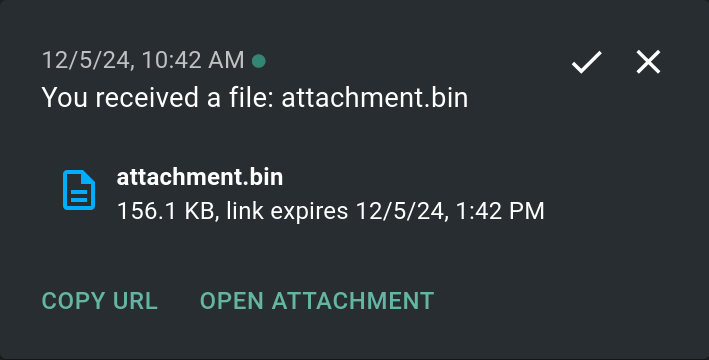 12/5/24, 10:42 AM
You received a file: attachment.bin
attachment.bin
156.1 KB, link expires 12/5/24, 1:42 PM
COPY URL OPEN ATTACHMENT